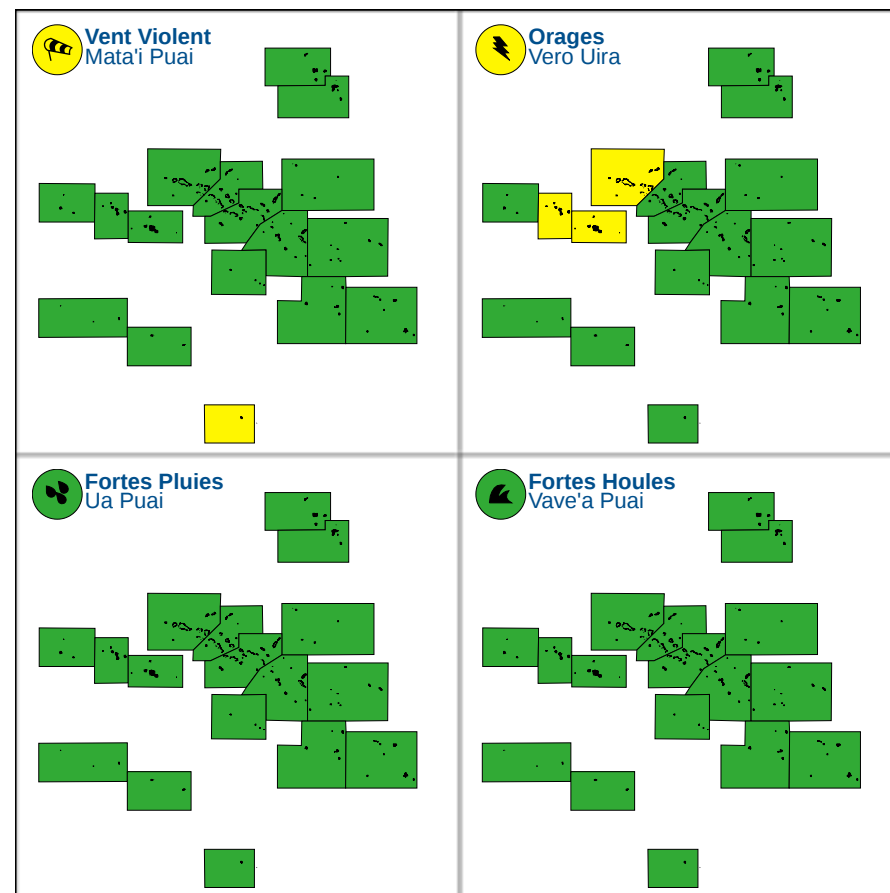 Vent Violent
Mata'i Puai
Orages
Vero Uira
Fortes Pluies
Ua Puai
Fortes Houles
Vave'a Puai